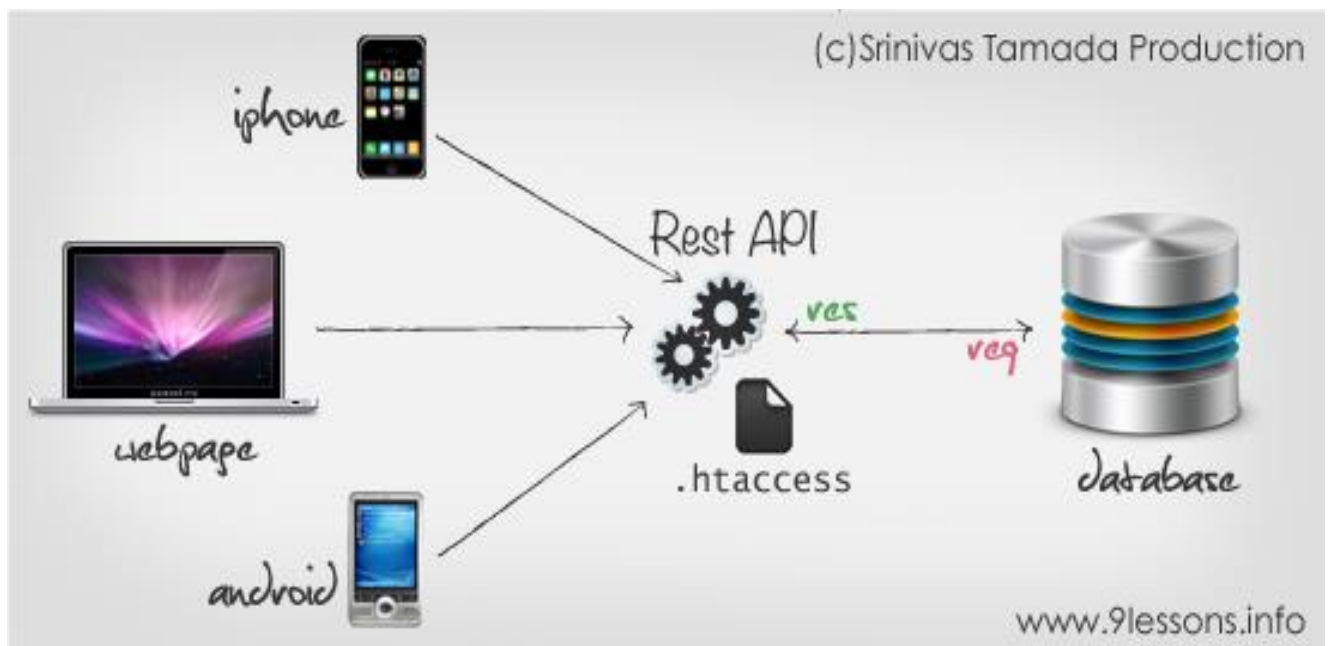 (c)Srinivas Tamada Production
iphone
Rest API
res
req
webpage
.htaccess
database
android
www.9lessons.info